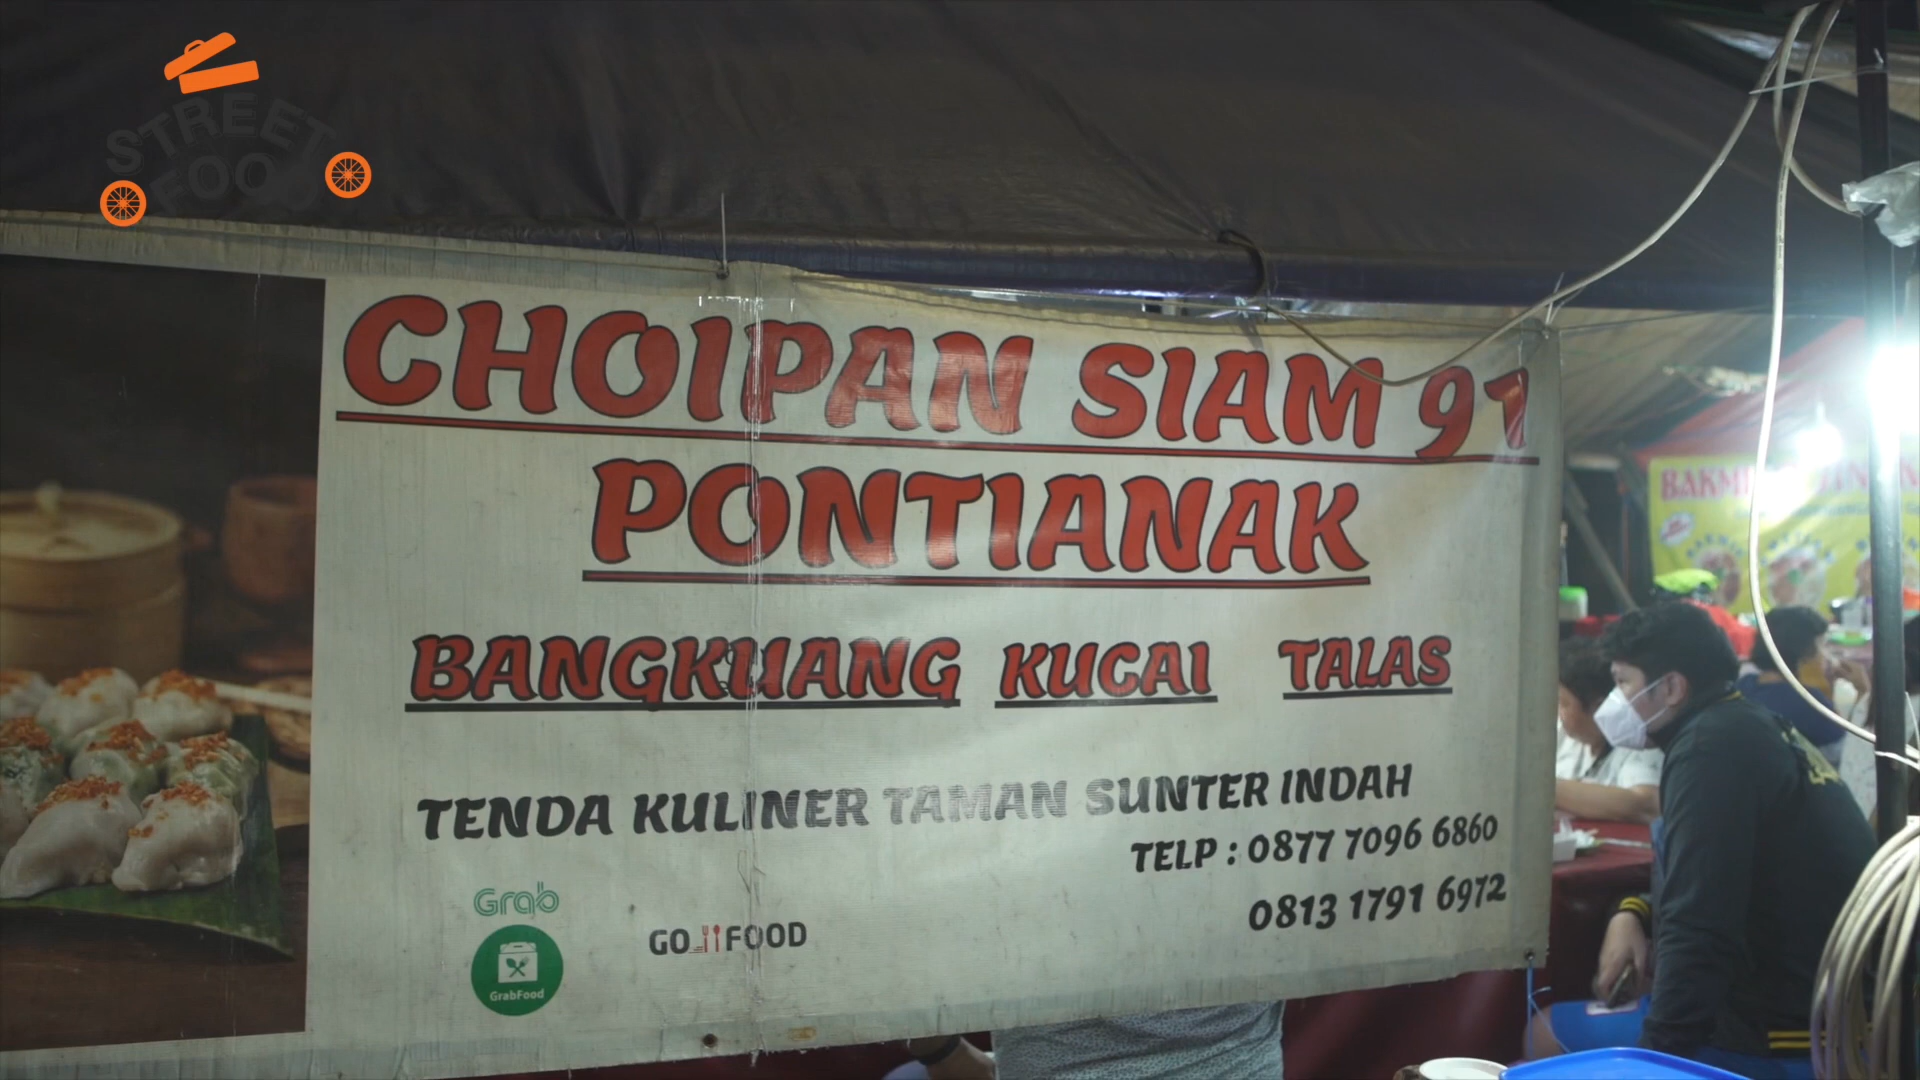 STREET
FOOD
CHOIPAN SIAM 91
PONTIANAK
BANGKUANG KUCAI TALAS
TENDA KULINER TAMAN SUNTER INDAH
TELP : 0877 7096 6860
0813 1791 6972
Grab
GrabFood
GO FOOD